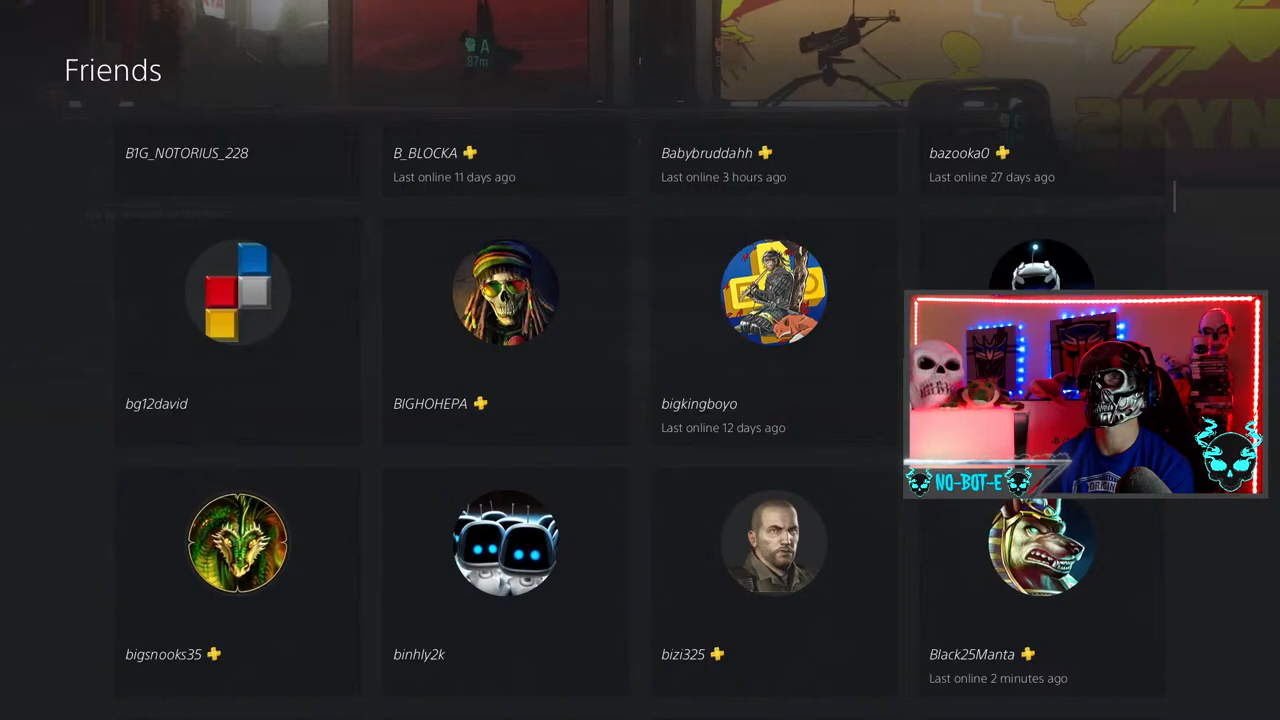 A
87m
Friends
2KYN
B1G_N0TORIUS_228
B_BLOCKA
Babybruddahh
bazooka0
Last online 11 days ago
Last online 3 hours ago
Last online 27 days ago
bg12david
BIGHOHEPA
bigkingboyo
Last online 12 days ago
NO-BOT-E
bigsnooks35
binhly2k
bizi325
Black25Manta
Last online 2 minutes ago